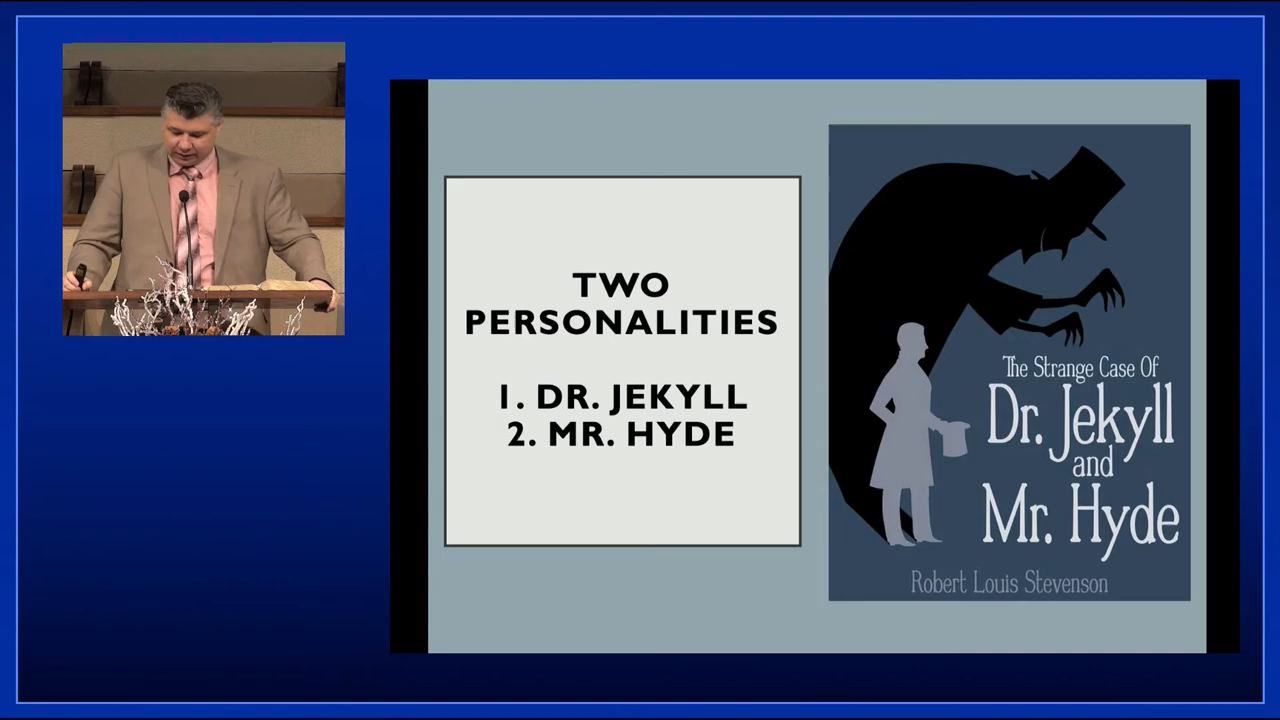 TWO
PERSONALITIES
1. DR. JEKYLL
2. MR. HYDE
The Strange Case Of
Dr. Jekyll
and
Mr. Hyde
Robert Louis Stevenson